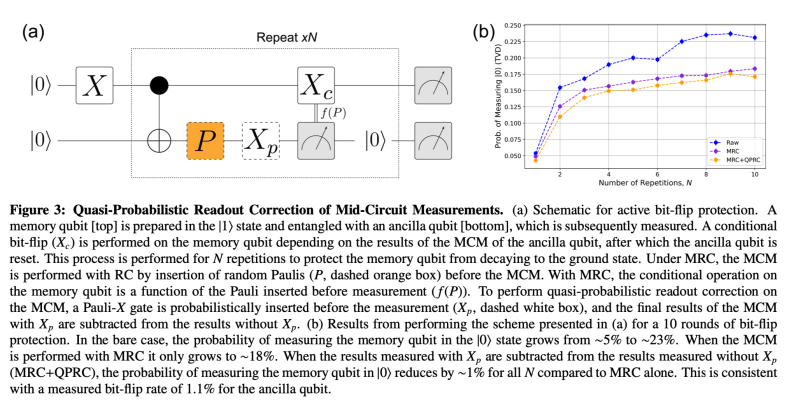 (a)
Repeat xN
|0⟩ X X_c
f(P)
|0⟩ P X_p |0⟩
(b)
Prob. of Measuring |0⟩ (TVD)
0.250
0.225
0.200
0.175
0.150
0.125
0.100
0.075
0.050
Raw
MRC
MRC+QPRC
2 4 6 8 10
Number of Repetitions, N
Figure 3: Quasi-Probabilistic Readout Correction of Mid-Circuit Measurements. (a) Schematic for active bit-flip protection. A
memory qubit [top] is prepared in the |1⟩ state and entangled with an ancilla qubit [bottom], which is subsequently measured. A conditional
bit-flip (X_c) is performed on the memory qubit depending on the results of the MCM of the ancilla qubit, after which the ancilla qubit is
reset. This process is performed for N repetitions to protect the memory qubit from decaying to the ground state. Under MRC, the MCM
is performed with RC by insertion of random Paulis (P, dashed orange box) before the MCM. With MRC, the conditional operation on
the memory qubit is a function of the Pauli inserted before measurement (f(P)). To perform quasi-probabilistic readout correction on
the MCM, a Pauli-X gate is probabilistically inserted before the measurement (X_p, dashed white box), and the final results of the MCM
with X_p are subtracted from the results without X_p. (b) Results from performing the scheme presented in (a) for a 10 rounds of bit-flip
protection. In the bare case, the probability of measuring the memory qubit in the |0⟩ state grows from ~5% to ~23%. When the MCM
is performed with MRC it only grows to ~18%. When the results measured with X_p are subtracted from the results measured without X_p
(MRC+QPRC), the probability of measuring the memory qubit in |0⟩ reduces by ~1% for all N compared to MRC alone. This is consistent
with a measured bit-flip rate of 1.1% for the ancilla qubit.